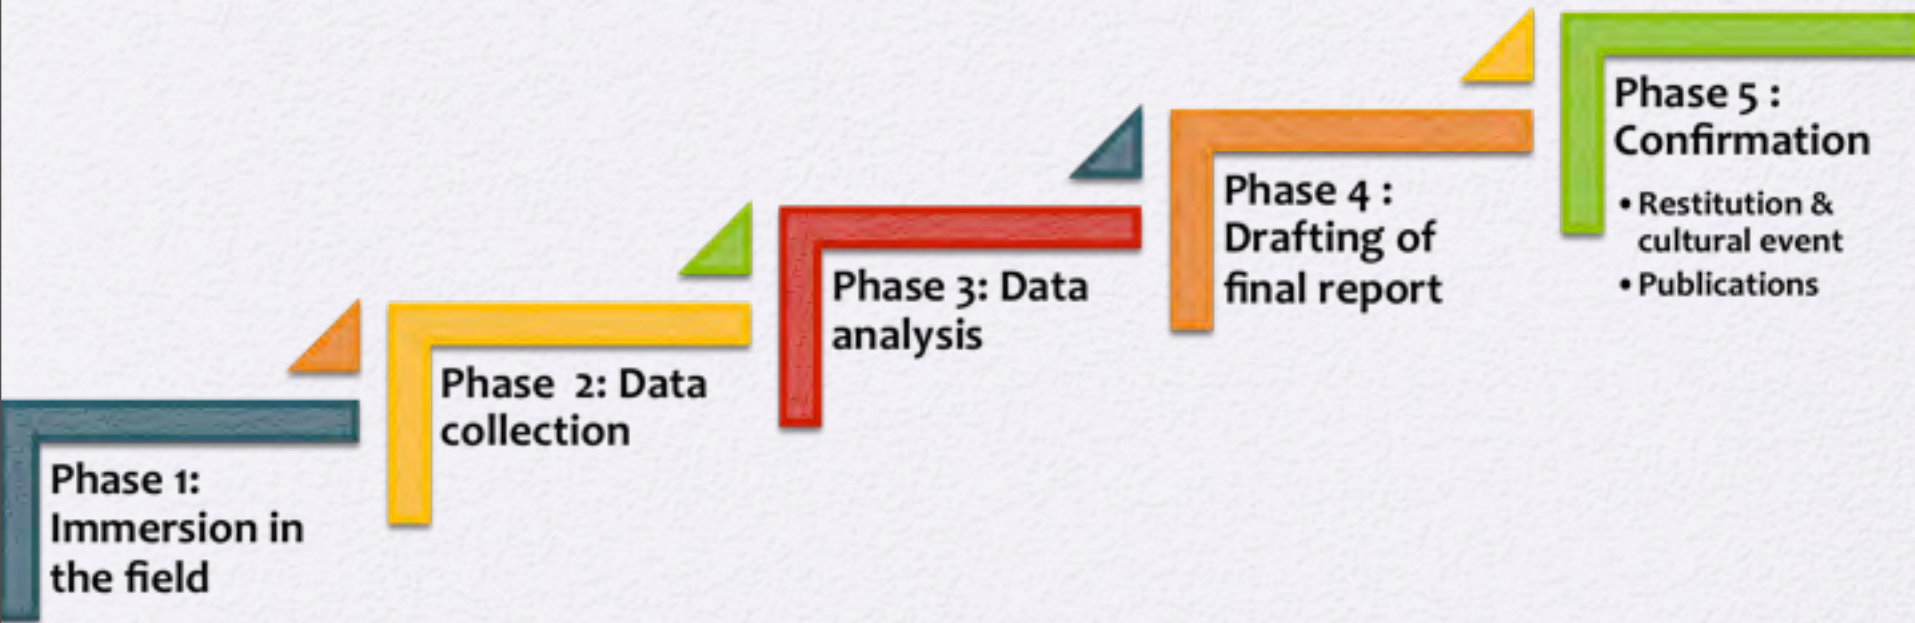 Phase 1:
Immersion in
the field
Phase 2: Data
collection
Phase 3: Data
analysis
Phase 4 :
Drafting of
final report
Phase 5 :
Confirmation
• Restitution &
cultural event
• Publications